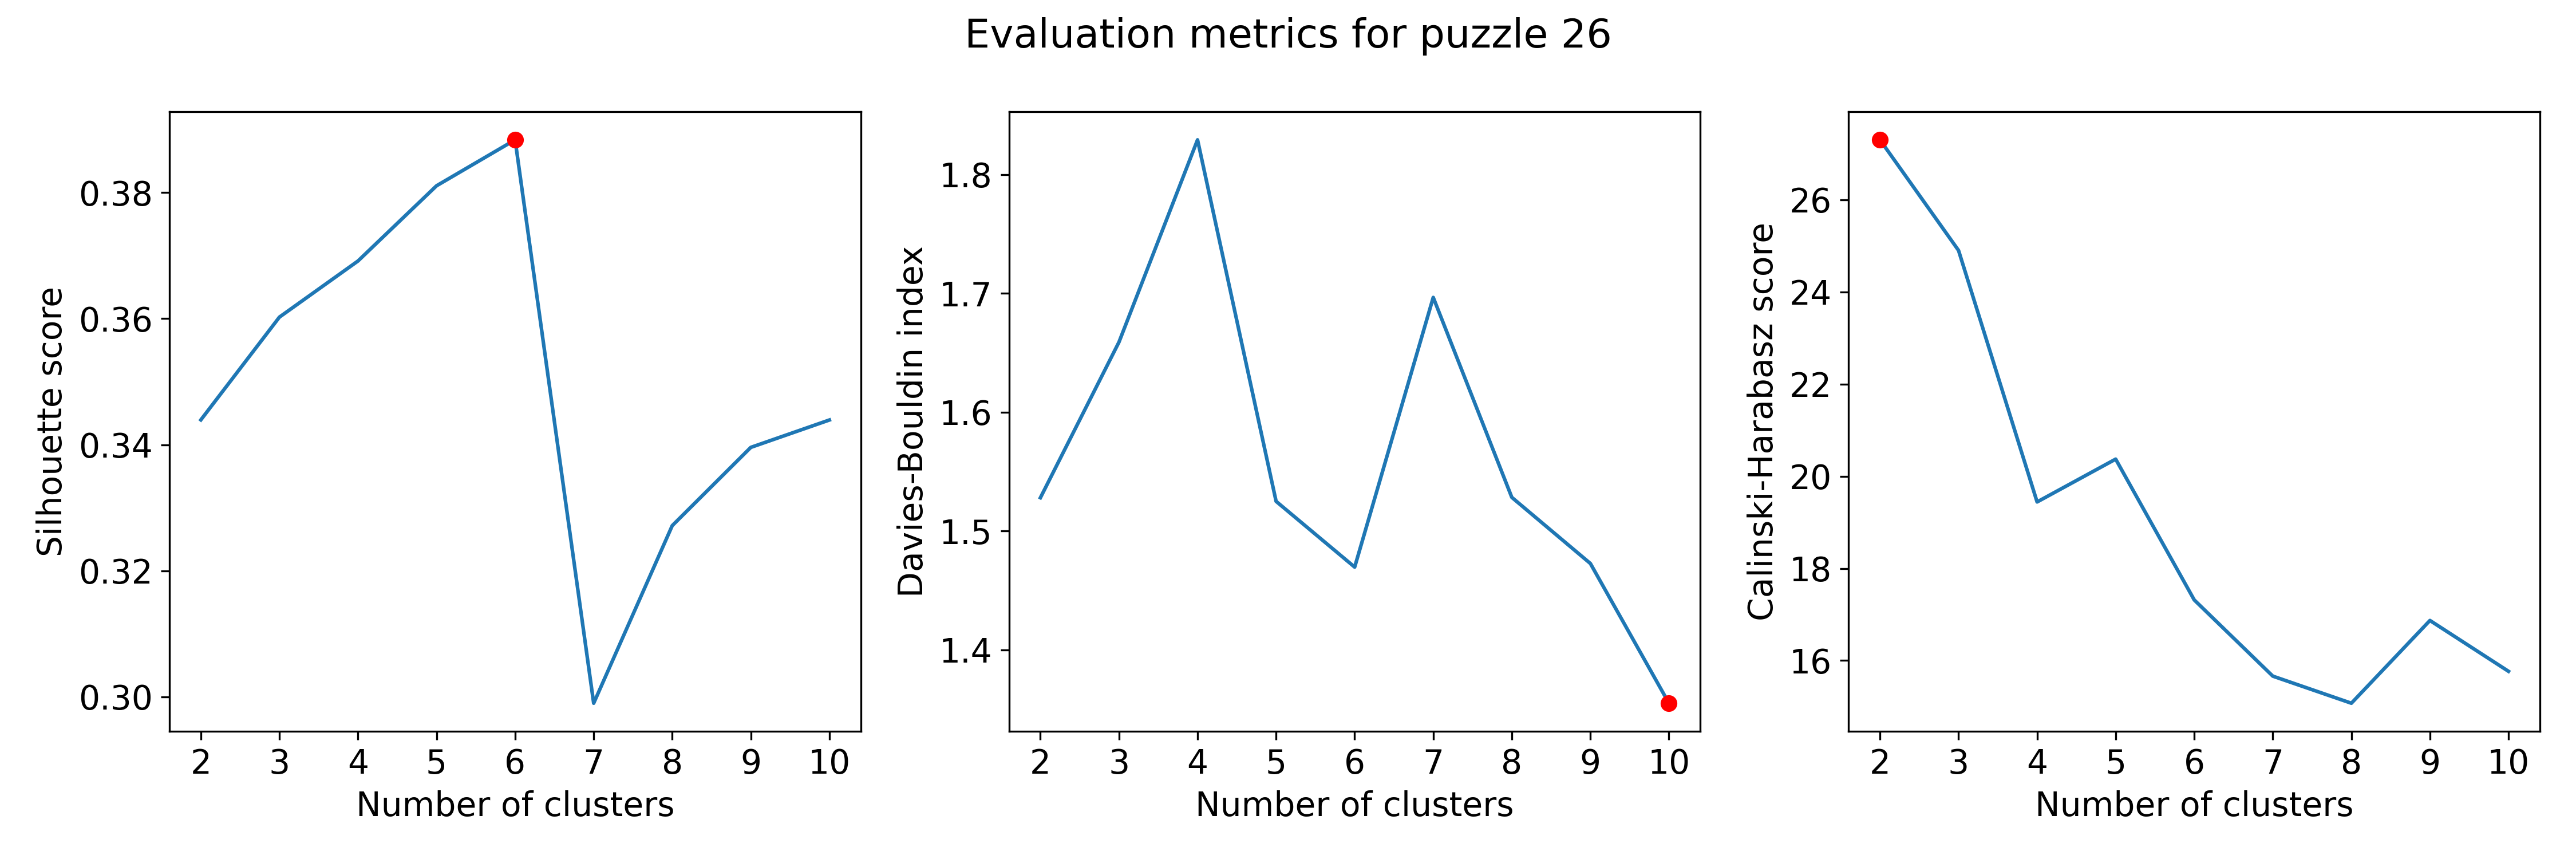 Evaluation metrics for puzzle 26
Silhouette score
0.38
0.36
0.34
0.32
0.30
2 3 4 5 6 7 8 9 10
Number of clusters
Davies-Bouldin index
1.8
1.7
1.6
1.5
1.4
2 3 4 5 6 7 8 9 10
Number of clusters
Calinski-Harabasz score
26
24
22
20
18
16
2 3 4 5 6 7 8 9 10
Number of clusters